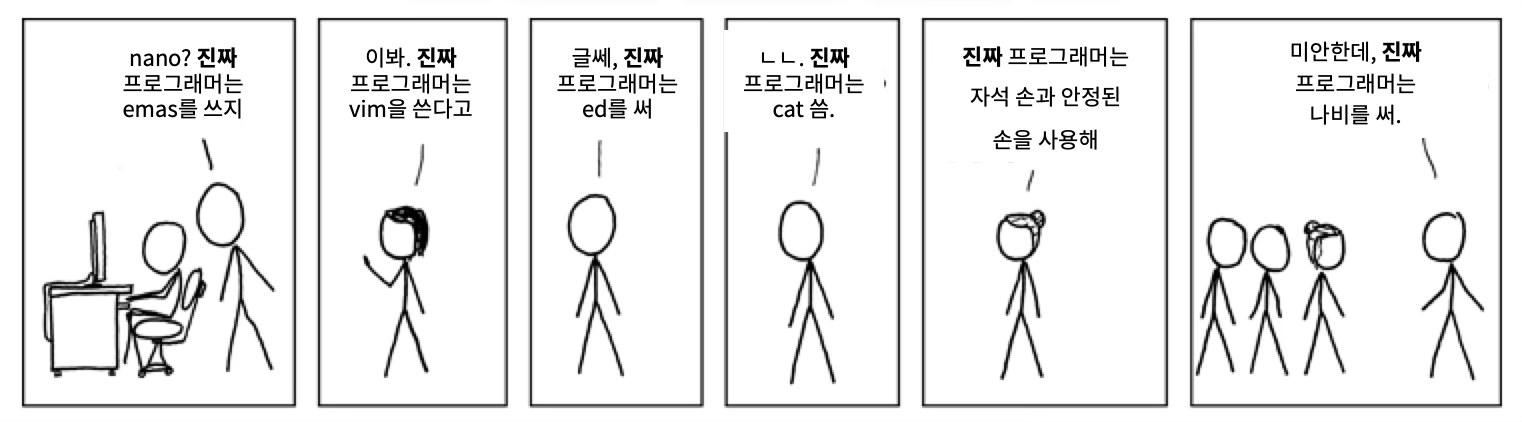 nano? 진짜
프로그래머는
emas를 쓰지
이봐. 진짜
프로그래머는
vim을 쓴다고
글쎄, 진짜
프로그래머는
ed를 써
ㄴㄴ. 진짜
프로그래머는
cat 씀.
진짜 프로그래머는
자석 손과 안정된
손을 사용해
미안한데, 진짜
프로그래머는
나비를 써.